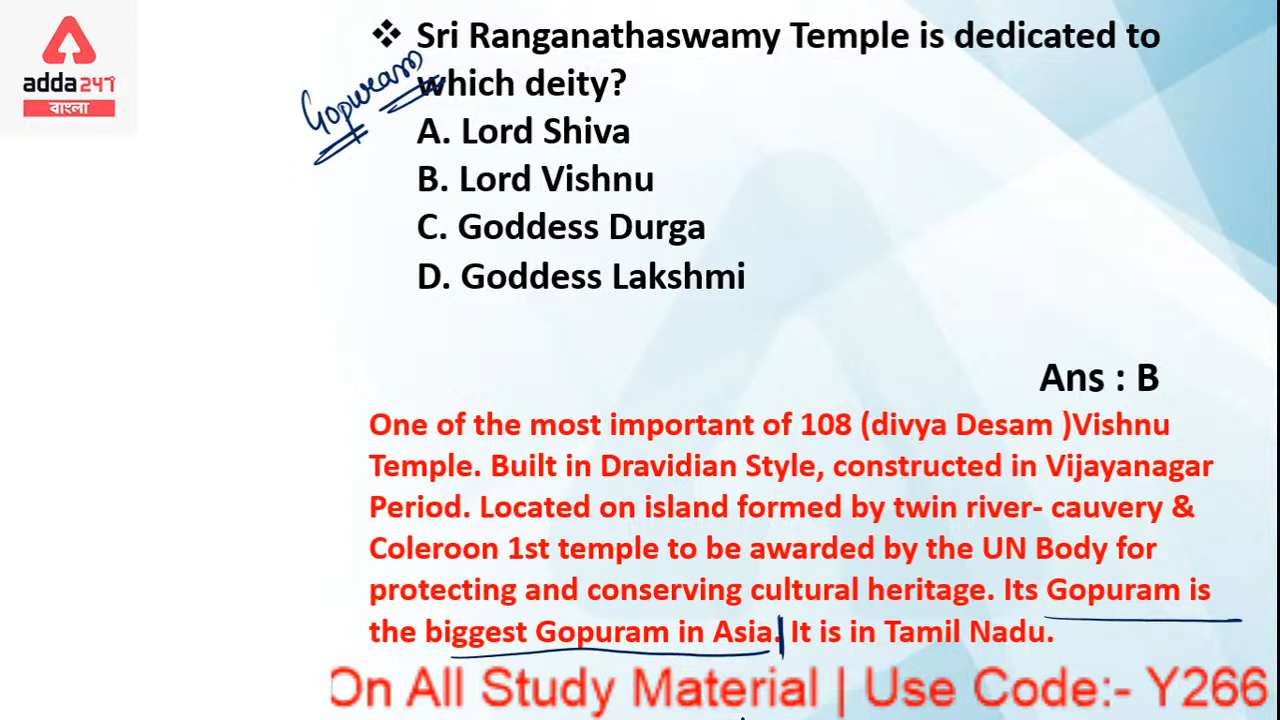 adda247
বাংলা
❖ Sri Ranganathaswamy Temple is dedicated to
which deity?
Gopuram
A. Lord Shiva
B. Lord Vishnu
C. Goddess Durga
D. Goddess Lakshmi
Ans : B
One of the most important of 108 (divya Desam )Vishnu
Temple. Built in Dravidian Style, constructed in Vijayanagar
Period. Located on island formed by twin river- cauvery &
Coleroon 1st temple to be awarded by the UN Body for
protecting and conserving cultural heritage. Its Gopuram is
the biggest Gopuram in Asia. It is in Tamil Nadu.
On All Study Material | Use Code:- Y266